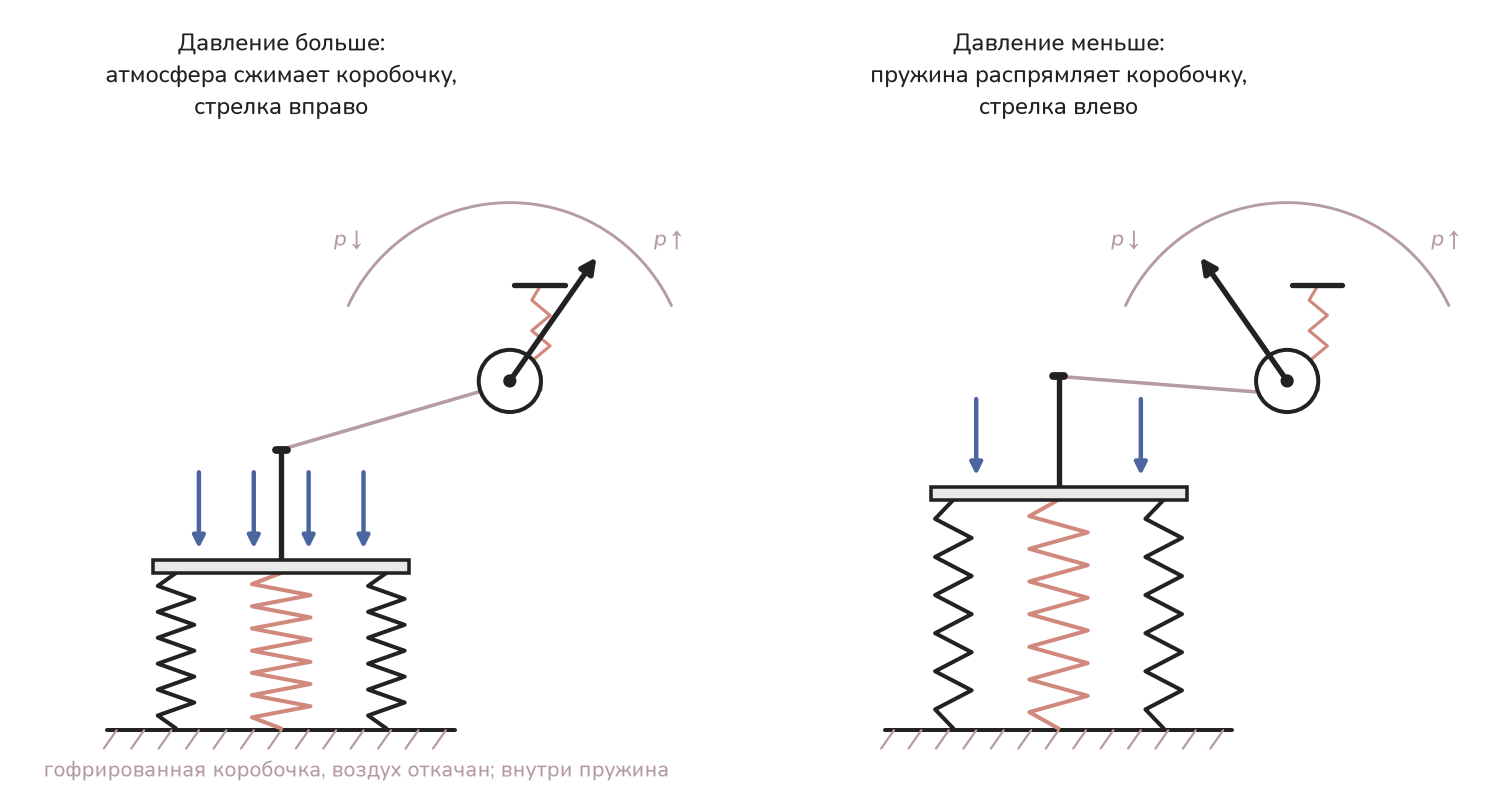 Давление больше:
атмосфера сжимает коробочку,
стрелка вправо
p↓
p↑
гофрированная коробочка, воздух откачан; внутри пружина
Давление меньше:
пружина распрямляет коробочку,
стрелка влево
p↓
p↑